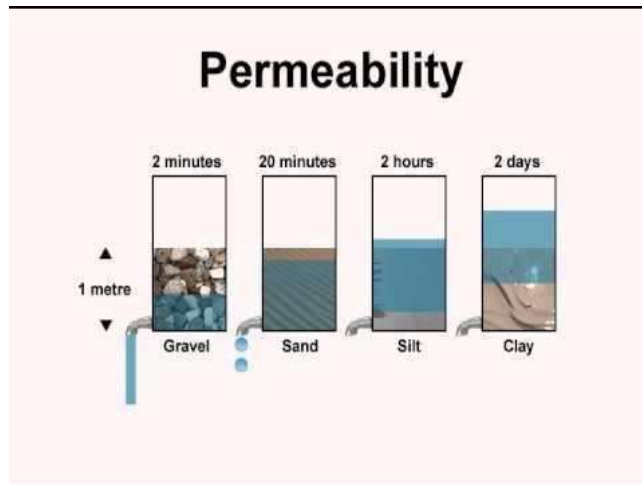 Permeability
2 minutes 20 minutes 2 hours 2 days
1 metre
Gravel Sand Silt Clay